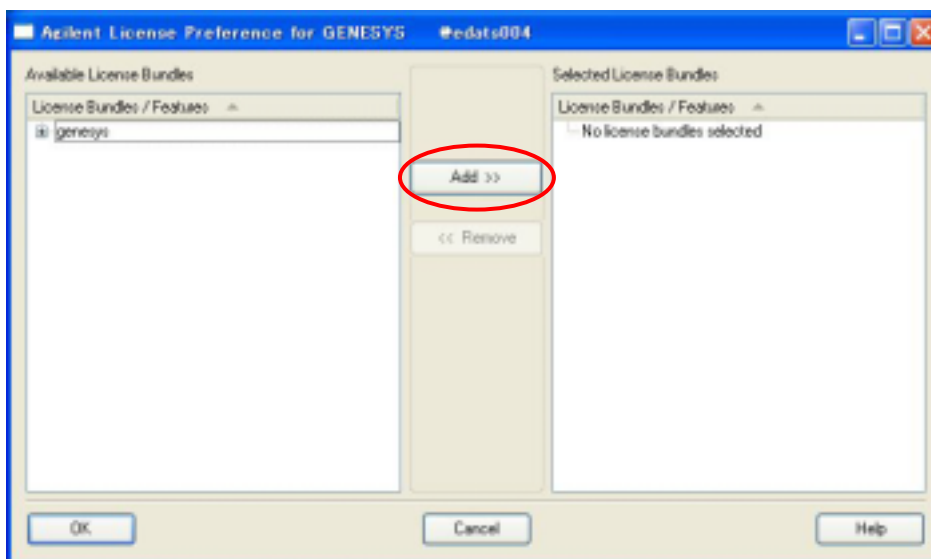 Agilent License Preference for GENESYS @edats004
Available License Bundles
License Bundles / Features
genesys
Add >>
<< Remove
Selected License Bundles
License Bundles / Features
No license bundles selected
OK
Cancel
Help